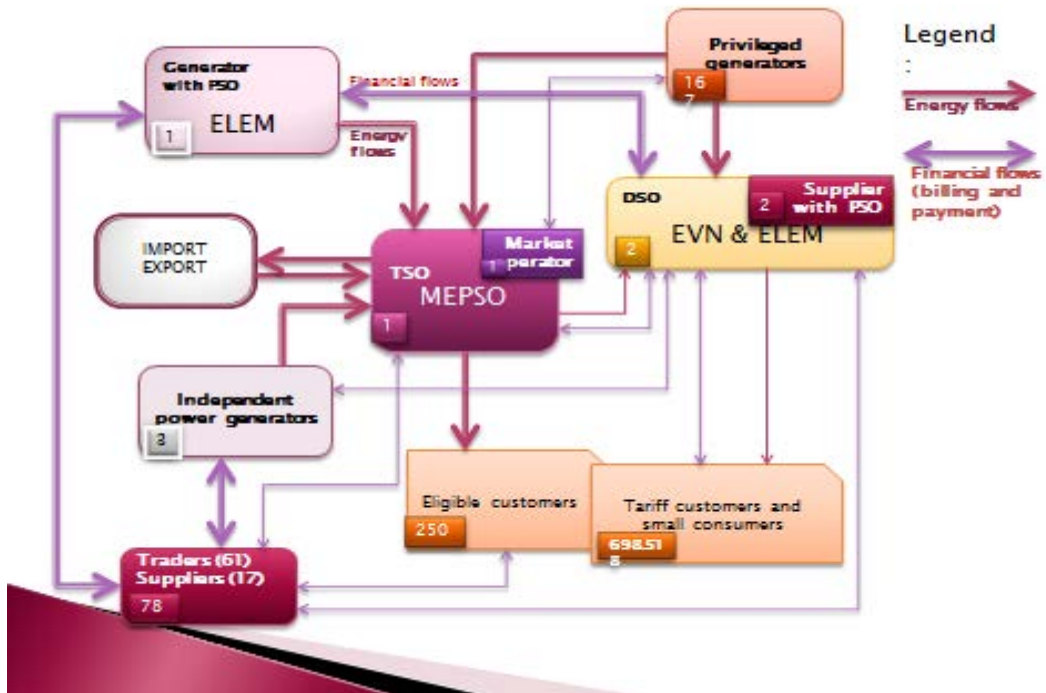 Generator
with PSO
1
ELEM
Financial flows
Energy
flows
Privileged
generators
16
7
Legend
:
Energy flows
Financial flows
(billing and
payment)
DSO
2
Supplier
with PSO
EVN & ELEM
2
IMPORT
EXPORT
Market
1
perator
TSO
MEPSO
1
Independent
power generators
3
Eligible customers
250
Tariff customers and
small consumers
698.51
8
Traders (61)
Suppliers (17)
78